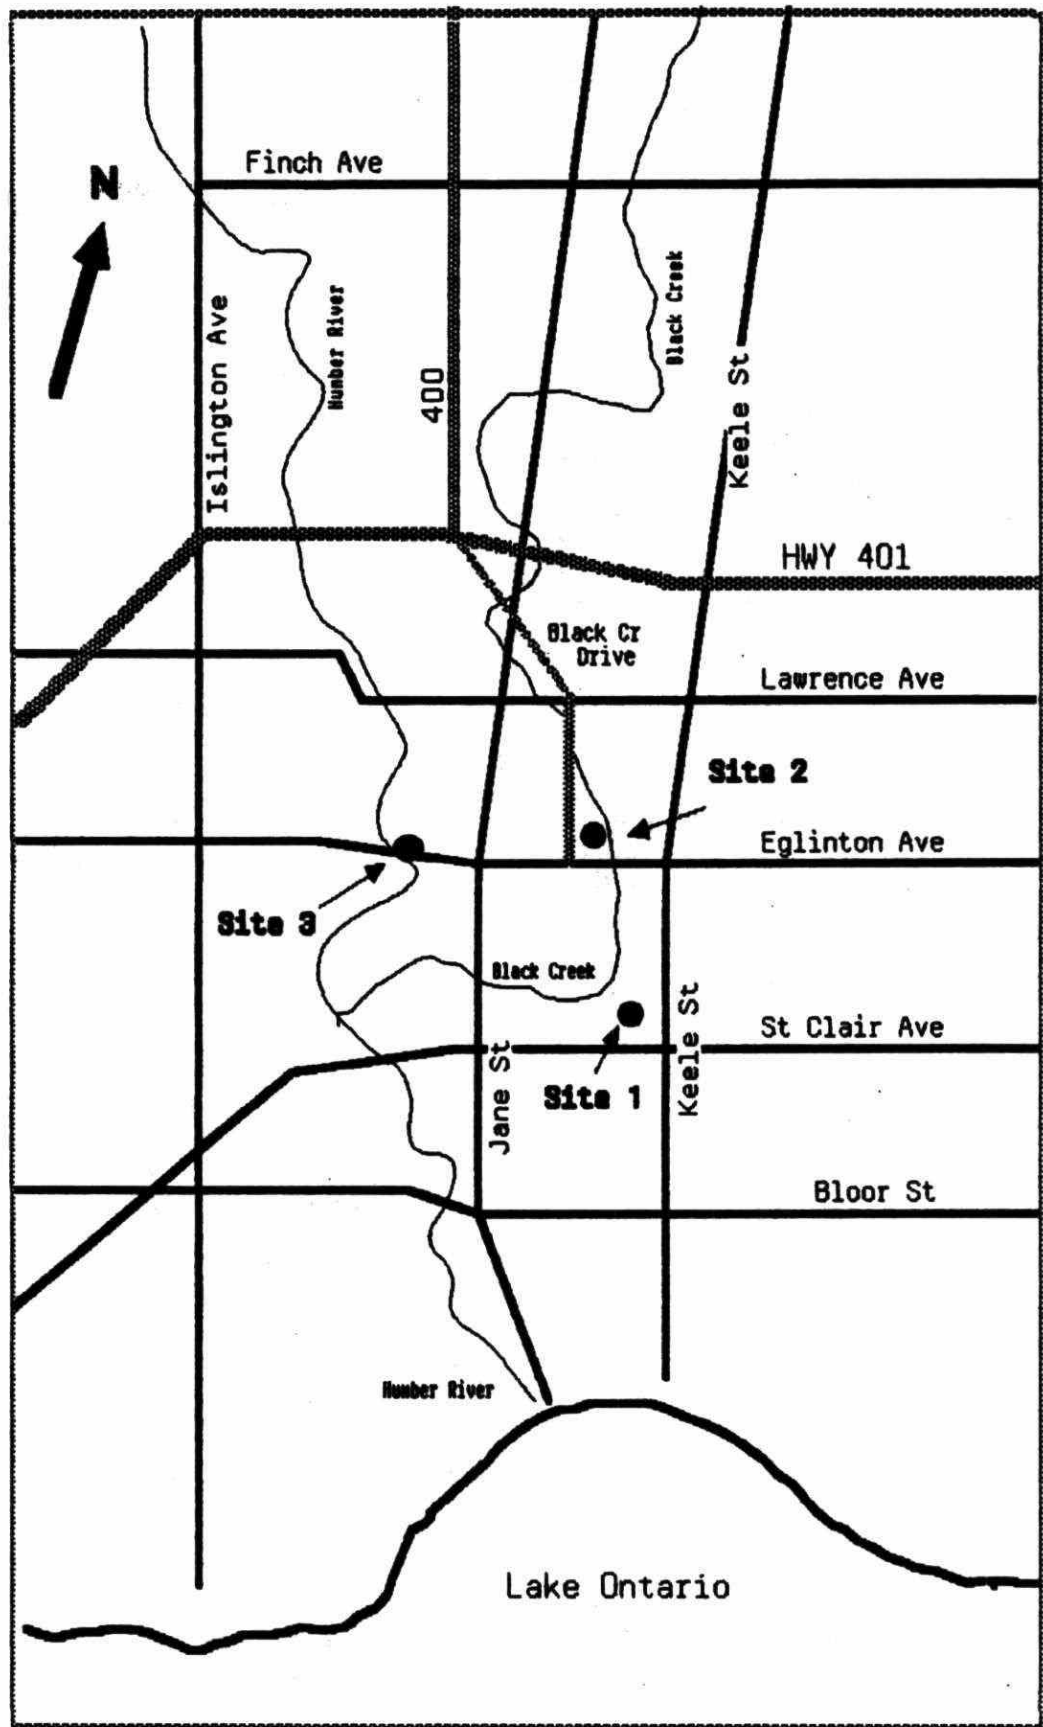 Finch Ave
N
Humber River
Black Creek
Islington Ave
400
Keele St
HWY 401
Black Cr
Drive
Lawrence Ave
Site 2
Eglinton Ave
Site 3
Black Creek
St Clair Ave
Keele St
Jane St
Site 1
Bloor St
Humber River
Lake Ontario